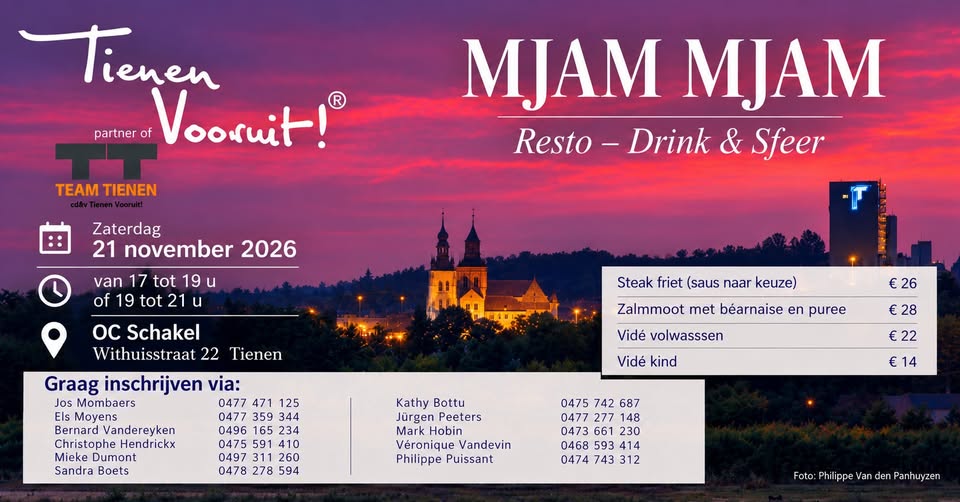 Tienen
Vooruit!®
partner of
TT
TEAM TIENEN
cd&v Tienen Vooruit!
MJAM MJAM
Resto – Drink & Sfeer
Zaterdag
21 november 2026
van 17 tot 19 u
of 19 tot 21 u
OC Schakel
Withuisstraat 22 Tienen
Steak friet (saus naar keuze) € 26
Zalmmoot met béarnaise en puree € 28
Vidé volwasssen € 22
Vidé kind € 14
Graag inschrijven via:
Jos Mombaers 0477 471 125
Els Moyens 0477 359 344
Bernard Vandereyken 0496 165 234
Christophe Hendrickx 0475 591 410
Mieke Dumont 0497 311 260
Sandra Boets 0478 278 594
Kathy Bottu 0475 742 687
Jürgen Peeters 0477 277 148
Mark Hobin 0473 661 230
Véronique Vandevin 0468 593 414
Philippe Puissant 0474 743 312
Foto: Philippe Van den Panhuyzen